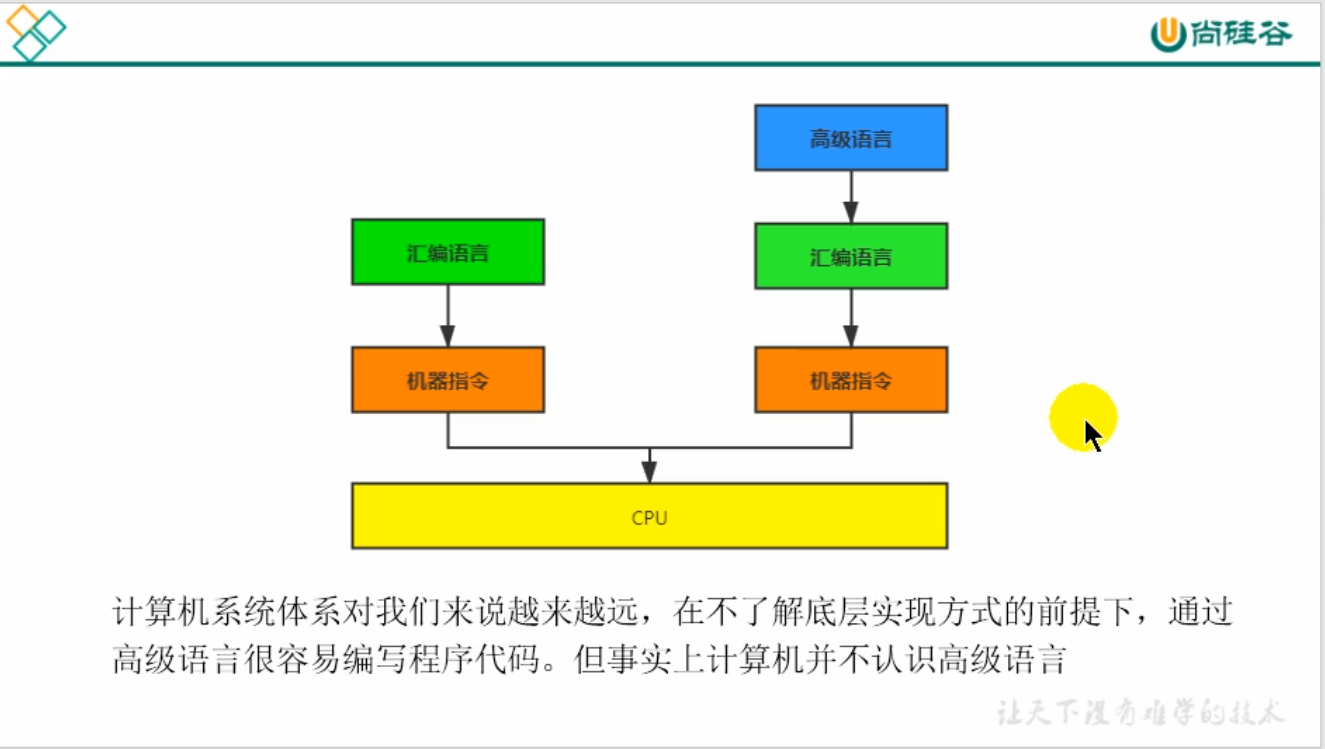 尚硅谷
高级语言
汇编语言
汇编语言
机器指令
机器指令
CPU
计算机系统体系对我们来说越来越远，在不了解底层实现方式的前提下，通过
高级语言很容易编写程序代码。但事实上计算机并不认识高级语言
让天下没有难学的技术